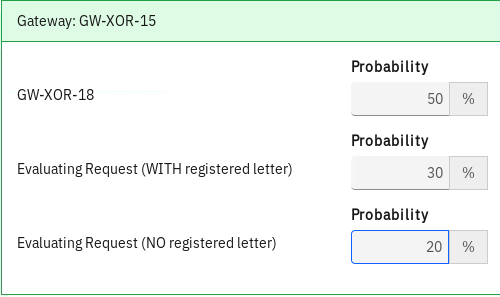 Gateway: GW-XOR-15
Probability
GW-XOR-18 50 %
Probability
Evaluating Request (WITH registered letter) 30 %
Probability
Evaluating Request (NO registered letter) 20 %